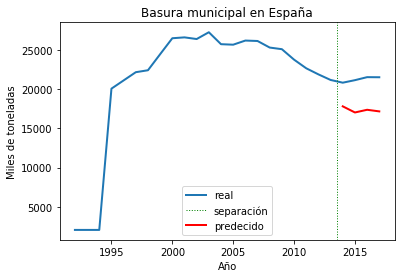 Basura municipal en España
Miles de toneladas
25000
20000
15000
10000
5000
real
separación
predecido
1995
2000
2005
2010
2015
Año